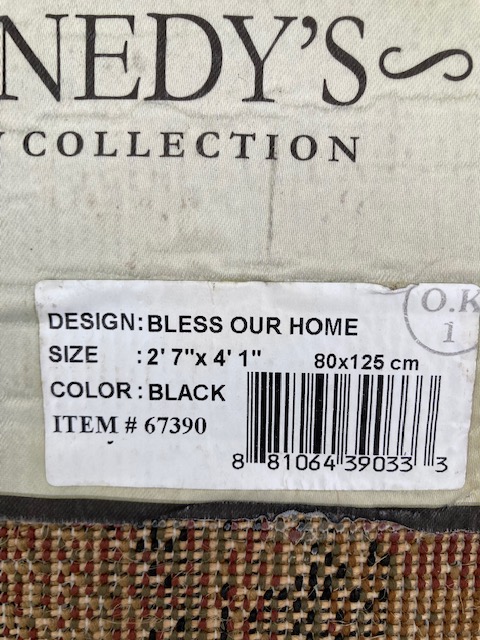 NEDY'S
COLLECTION
O.K
1
DESIGN: BLESS OUR HOME
SIZE : 2' 7"x 4' 1" 80x125 cm
COLOR : BLACK
ITEM # 67390
8 81064 39033 3